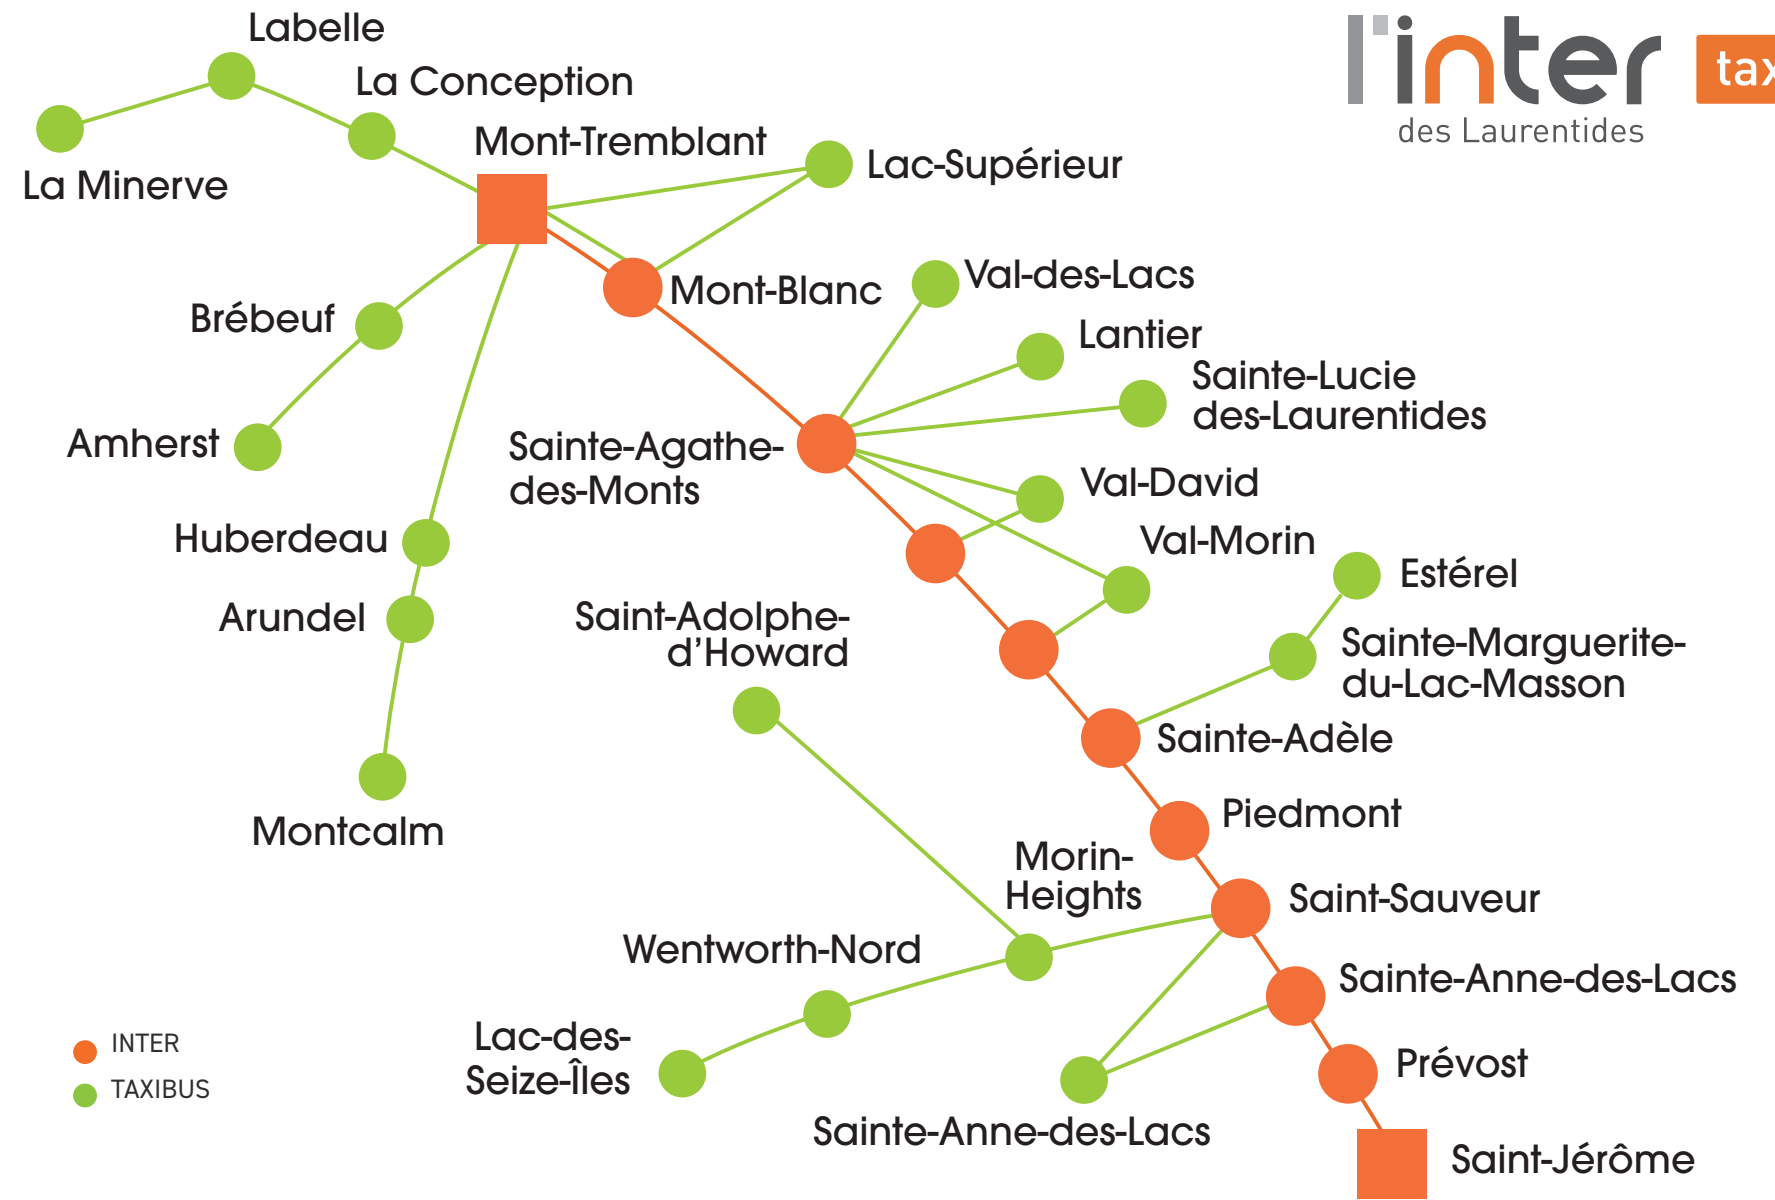 Labelle
La Conception
l'inter
tax
des Laurentides
Mont-Tremblant
Lac-Supérieur
La Minerve
Val-des-Lacs
Mont-Blanc
Brébeuf
Lantier
Sainte-Lucie
des-Laurentides
Amherst
Sainte-Agathe-
des-Monts
Val-David
Huberdeau
Val-Morin
Estérel
Arundel
Saint-Adolphe-
d’Howard
Sainte-Marguerite-
du-Lac-Masson
Sainte-Adèle
Montcalm
Piedmont
Morin-
Heights
Saint-Sauveur
Wentworth-Nord
Sainte-Anne-des-Lacs
Lac-des-
Seize-Îles
INTER
TAXIBUS
Prévost
Sainte-Anne-des-Lacs
Saint-Jérôme